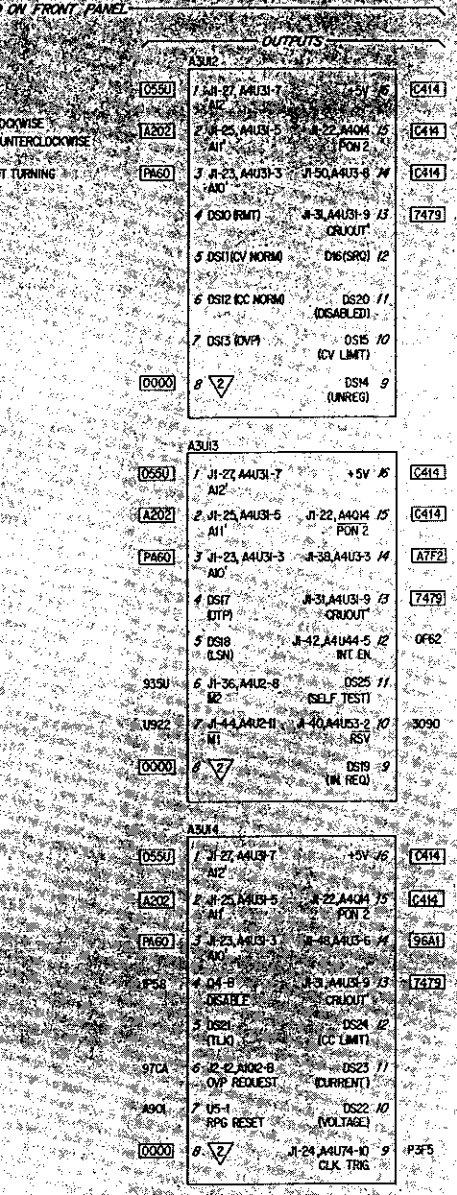 D ON FRONT PANEL
OUTPUTS
OCKWISE
UNTERCLOCKWISE
T TURNING
A3U12
055U 1 J1-27, A4U31-7 +5V 16 C414
A12'
A202 2 J1-25, A4U31-5 J1-22, A4Q14 15 C414
A11' PON 2
PA60 3 J1-23, A4U31-3 J1-50, A4U3-8 14 C414
A10'
4 DS10 (RMT) J1-31, A4U31-9 13 7479
CRUOUT'
5 DS11 (CV NORM) D16 (SRQ) 12
6 DS12 (CC NORM) DS20 11
(DISABLED)
7 DS13 (OVP) DS15 10
(CV LIMIT)
0000 8 2 DS14 9
(UNREG)
A3U13
055U 1 J1-27, A4U31-7 +5V 16 C414
A12'
A202 2 J1-25, A4U31-5 J1-22, A4Q14 15 C414
A11' PON 2
PA60 3 J1-23, A4U31-3 J1-38, A4U3-3 14 A7F2
A10'
4 DS17 J1-31, A4U31-9 13 7479
(OTP) CRUOUT'
5 DS18 J1-42, A4U44-5 12 0F62
(LSN) INT EN
935U 6 J1-36, A4U2-8 DS25 11
M2 (SELF TEST)
U922 7 J1-44, A4U2-11 J1-40, A4U53-2 10 3090
M1 RSV
0000 8 2 DS19 9
(IN REQ)
A3U14
055U 1 J1-27, A4U31-7 +5V 16 C414
A12'
A202 2 J1-25, A4U31-5 J1-22, A4Q14 15 C414
A11' PON 2
PA60 3 J1-23, A4U31-3 J1-48, A4U3-6 14 96A1
A10'
4 Q4-B J1-31, A4U31-9 13 7479
DISABLE CRUOUT'
5 DS21 DS24 12
(TLK) (CC LIMIT)
97CA 6 J2-12, A1Q12-B DS23 11
OVP REQUEST (CURRENT)
A901 7 U5-1 DS22 10
RPG RESET (VOLTAGE)
0000 8 2 J1-24, A4U74-10 9 P3F5
CLK TRIG